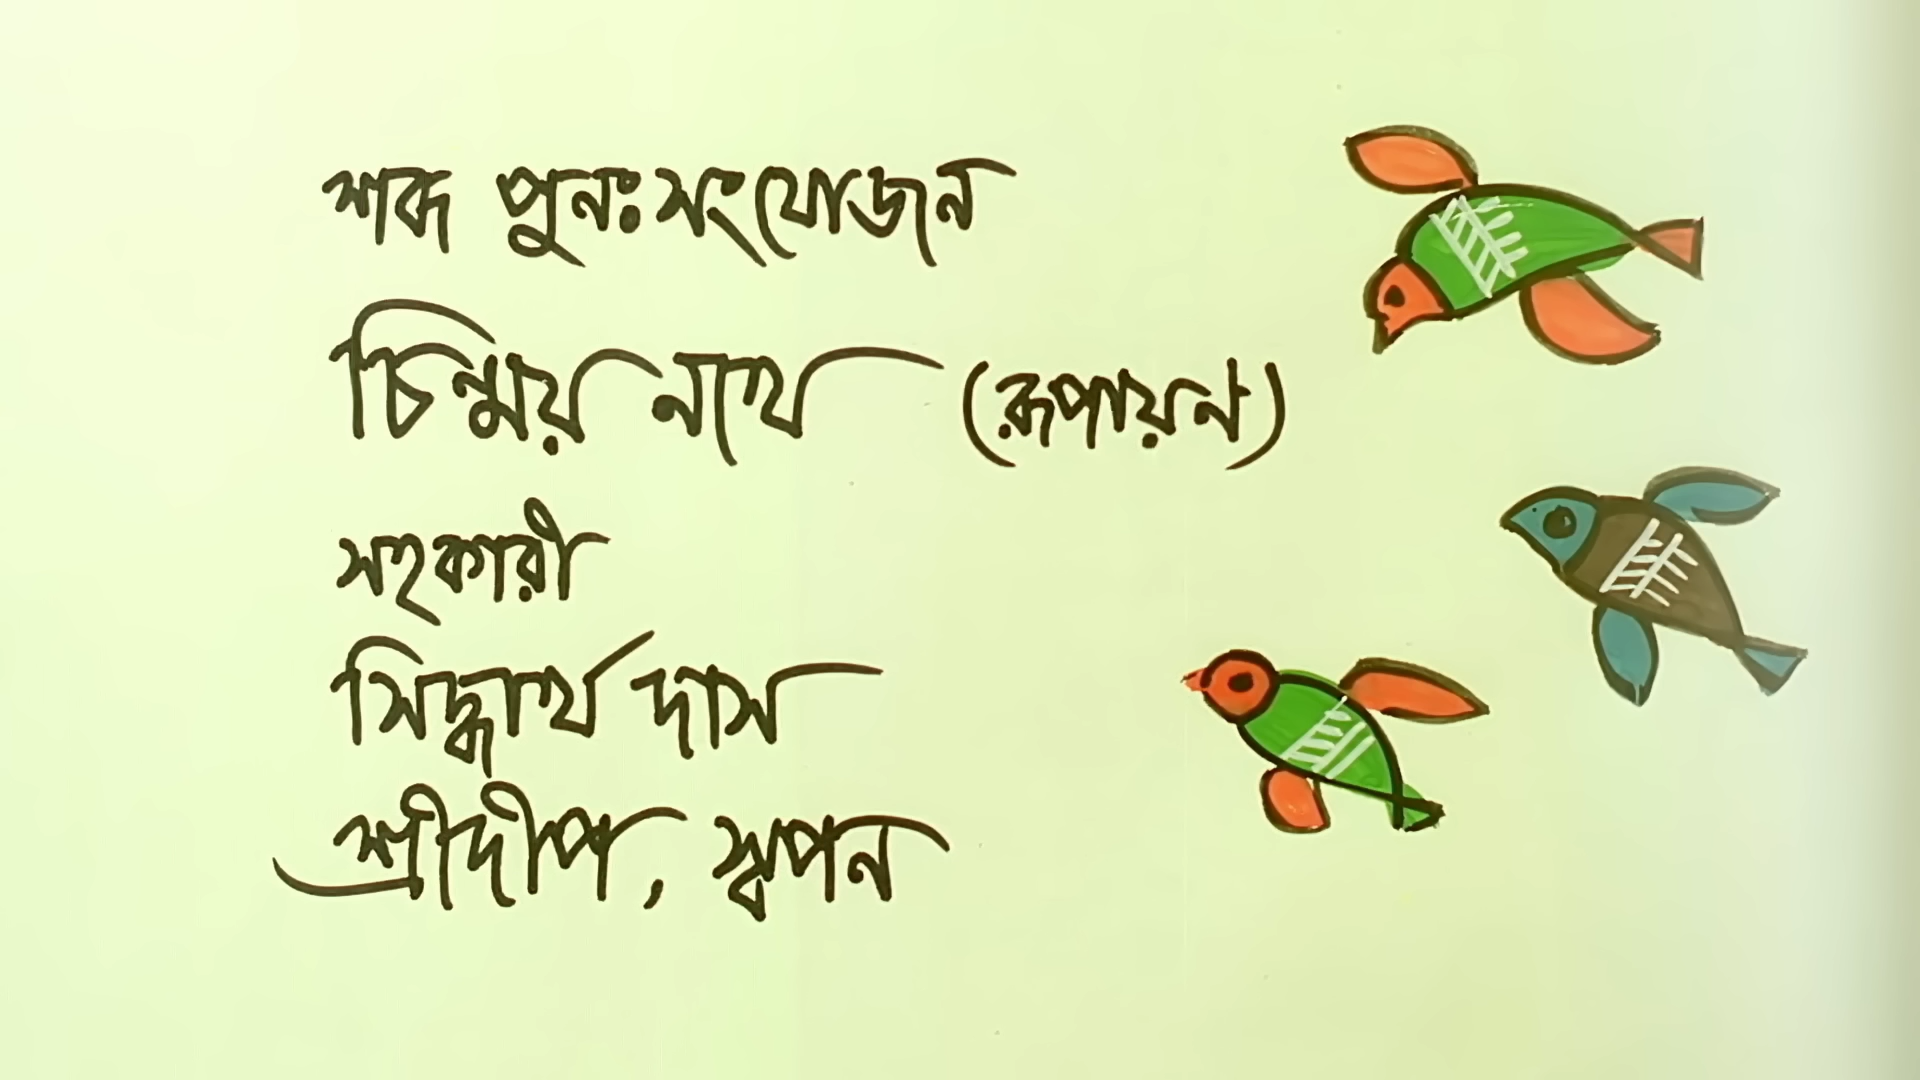 শব্দ পুনঃসংযোজন
চিন্ময় নাথ (রূপায়ন)
সহকারী
সিদ্ধার্থ দাস
শ্রীদীপ, স্বপন